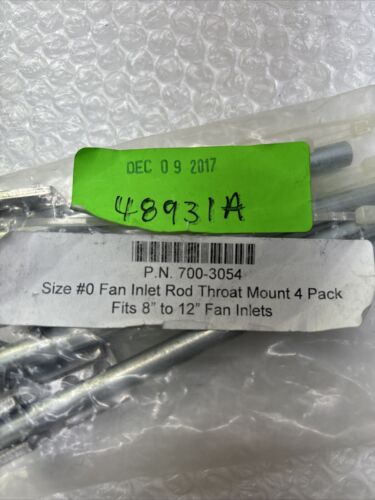 DEC 09 2017
48931A
P.N. 700-3054
Size #0 Fan Inlet Rod Throat Mount 4 Pack
Fits 8" to 12" Fan Inlets